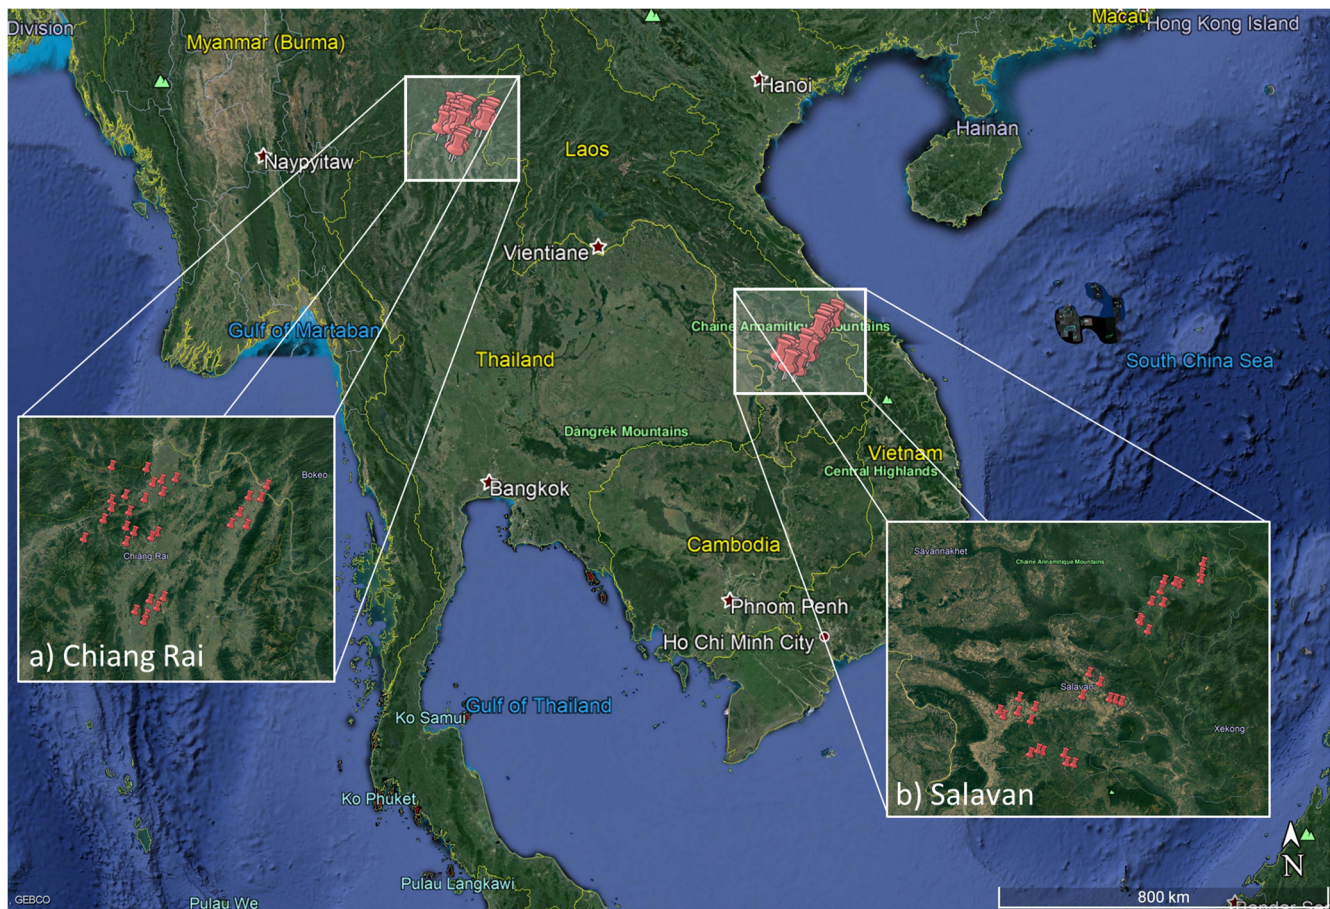 Division
Myanmar (Burma)
Macau
Hong Kong Island
Hanoi
Hainan
Naypyitaw
Laos
Vientiane
Gulf of Martaban
Chaîne Annamitique Mountains
Thailand
South China Sea
Dângrêk Mountains
Vietnam
Central Highlands
Bangkok
Bokeo
Chiang Rai
a) Chiang Rai
Cambodia
Phnom Penh
Ho Chi Minh City
Savannakhet
Chaine Annamitique Mountains
Salavan
Xekong
b) Salavan
Gulf of Thailand
Ko Samui
Ko Phuket
Pulau Langkawi
Pulau We
GEBCO
N
800 km